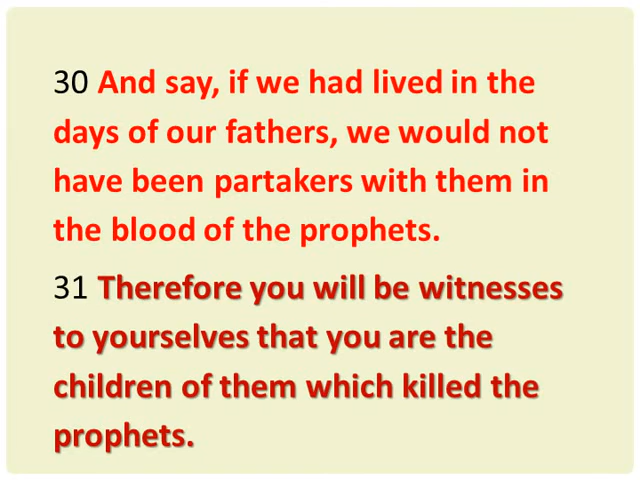 30 And say, if we had lived in the
days of our fathers, we would not
have been partakers with them in
the blood of the prophets.
31 Therefore you will be witnesses
to yourselves that you are the
children of them which killed the
prophets.